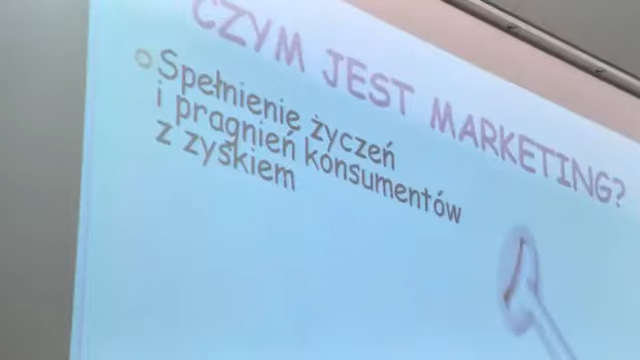 CZYM JEST MARKETING?
Spełnienie życzeń
i pragnień konsumentów
z zyskiem